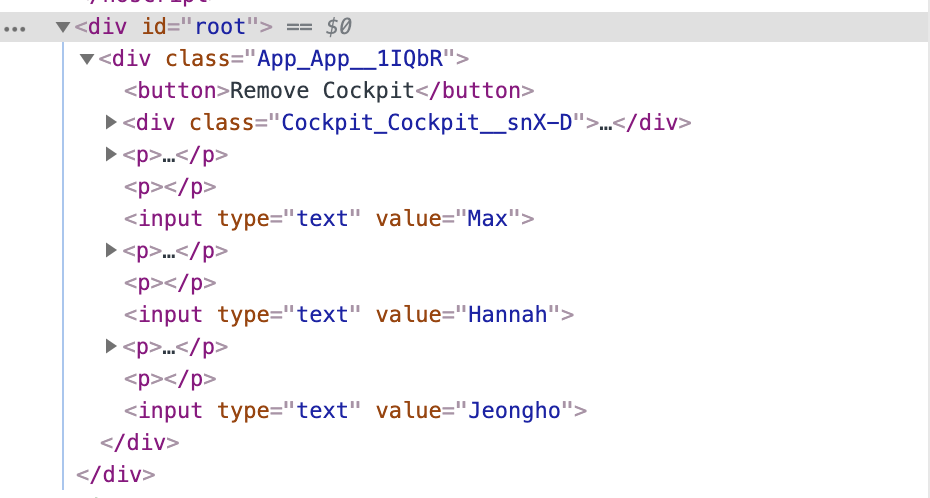 /noscript
... ▼<div id="root"> == $0
▼<div class="App_App__1IQbR">
<button>Remove Cockpit</button>
▶<div class="Cockpit_Cockpit__snX-D">…</div>
▶<p>…</p>
<p></p>
<input type="text" value="Max">
▶<p>…</p>
<p></p>
<input type="text" value="Hannah">
▶<p>…</p>
<p></p>
<input type="text" value="Jeongho">
</div>
</div>